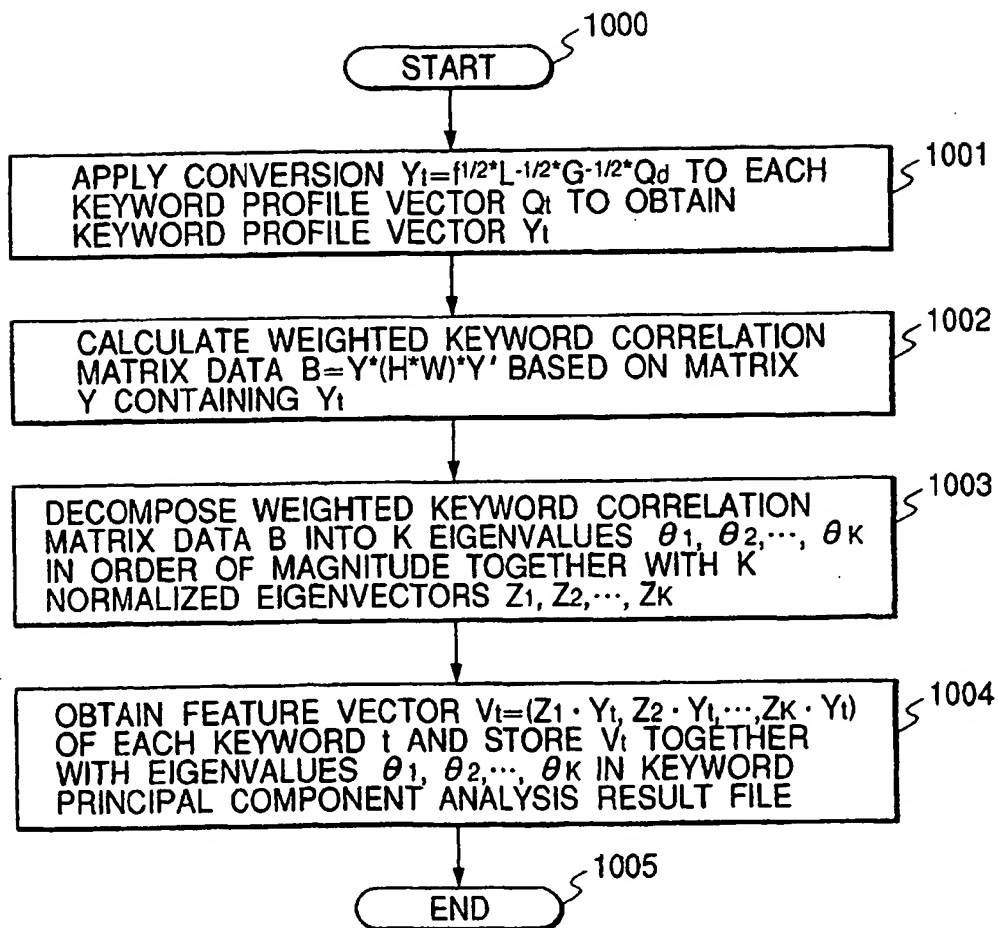 1000
START
1001
APPLY CONVERSION Yt=f1/2*L-1/2*G-1/2*Qd TO EACH
KEYWORD PROFILE VECTOR Qt TO OBTAIN
KEYWORD PROFILE VECTOR Yt
1002
CALCULATE WEIGHTED KEYWORD CORRELATION
MATRIX DATA B=Y*(H*W)*Y' BASED ON MATRIX
Y CONTAINING Yt
1003
DECOMPOSE WEIGHTED KEYWORD CORRELATION
MATRIX DATA B INTO K EIGENVALUES θ1, θ2,···, θK
IN ORDER OF MAGNITUDE TOGETHER WITH K
NORMALIZED EIGENVECTORS Z1, Z2,···, ZK
1004
OBTAIN FEATURE VECTOR Vt=(Z1·Yt, Z2·Yt,···,ZK·Yt)
OF EACH KEYWORD t AND STORE Vt TOGETHER
WITH EIGENVALUES θ1, θ2,···, θK IN KEYWORD
PRINCIPAL COMPONENT ANALYSIS RESULT FILE
1005
END